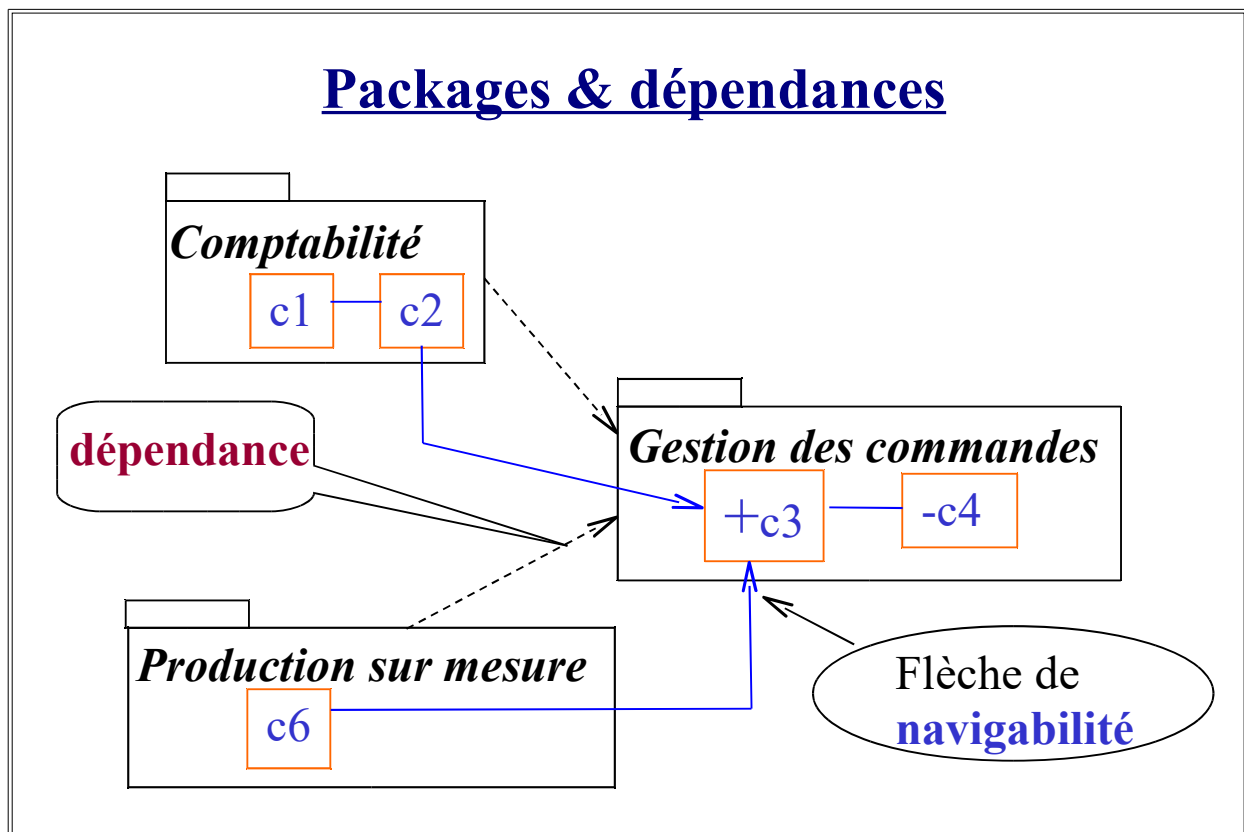 Packages & dépendances
Comptabilité
c1
c2
dépendance
Gestion des commandes
+c3
-c4
Production sur mesure
c6
Flèche de
navigabilité